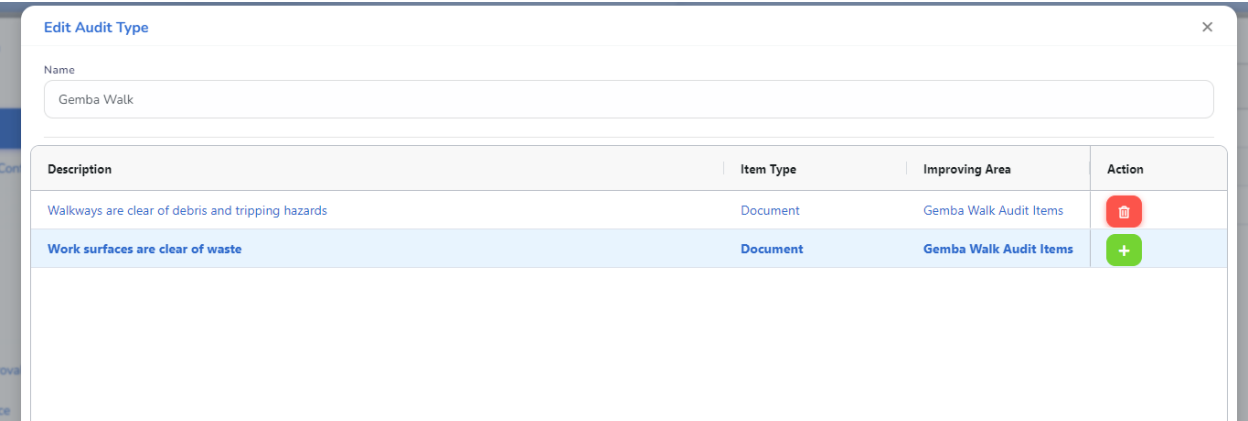 Edit Audit Type
Name
Gemba Walk
Description Item Type Improving Area Action
Walkways are clear of debris and tripping hazards Document Gemba Walk Audit Items
Work surfaces are clear of waste Document Gemba Walk Audit Items